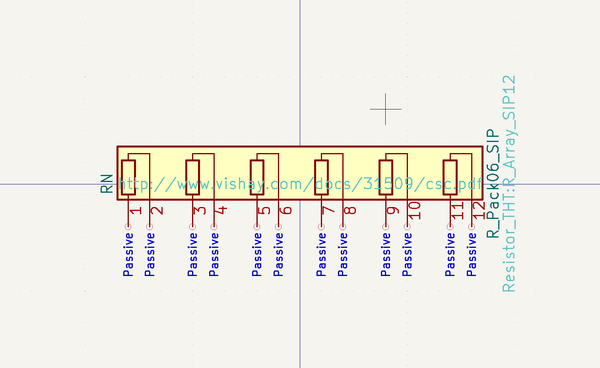 RN
http://www.vishay.com/docs/31509/csc.pdf
R_Pack06_SIP
Resistor_THT:R_Array_SIP12
1 2 3 4 5 6 7 8 9 10 11 12
Passive Passive Passive Passive Passive Passive Passive Passive Passive Passive Passive Passive